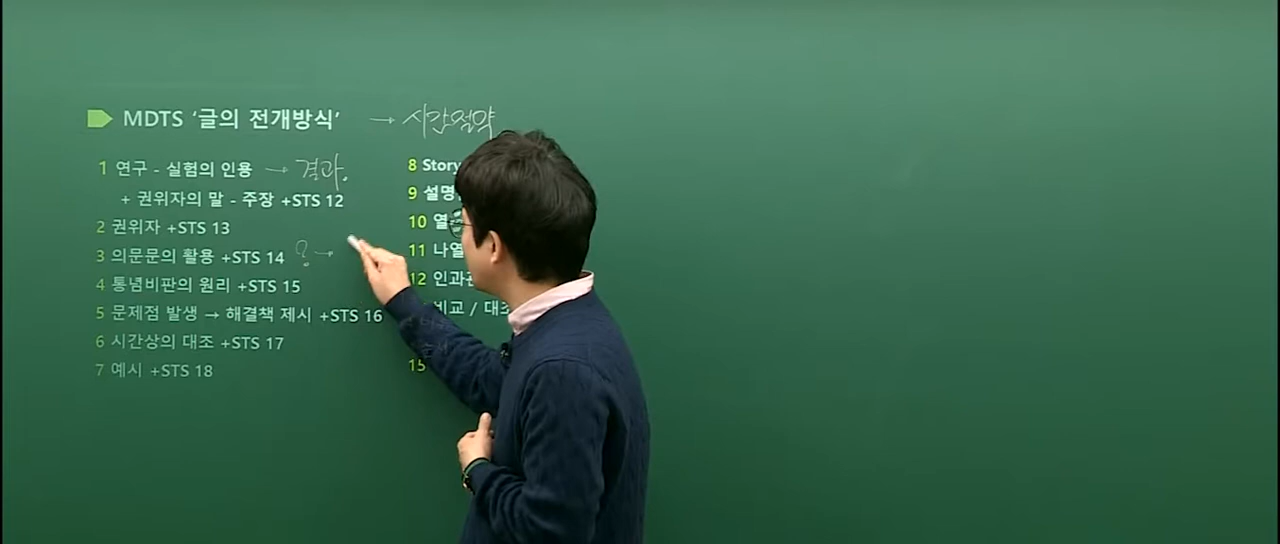 MDTS ‘글의 전개방식’ → 시간절약
1 연구 - 실험의 인용 → 결과.
+ 권위자의 말 - 주장 +STS 12
2 권위자 +STS 13
3 의문문의 활용 +STS 14 ? →
4 통념비판의 원리 +STS 15
5 문제점 발생 → 해결책 제시 +STS 16
6 시간상의 대조 +STS 17
7 예시 +STS 18
8 Story
9 설명
10
11 나열
12 인과관
비교 / 대조
15